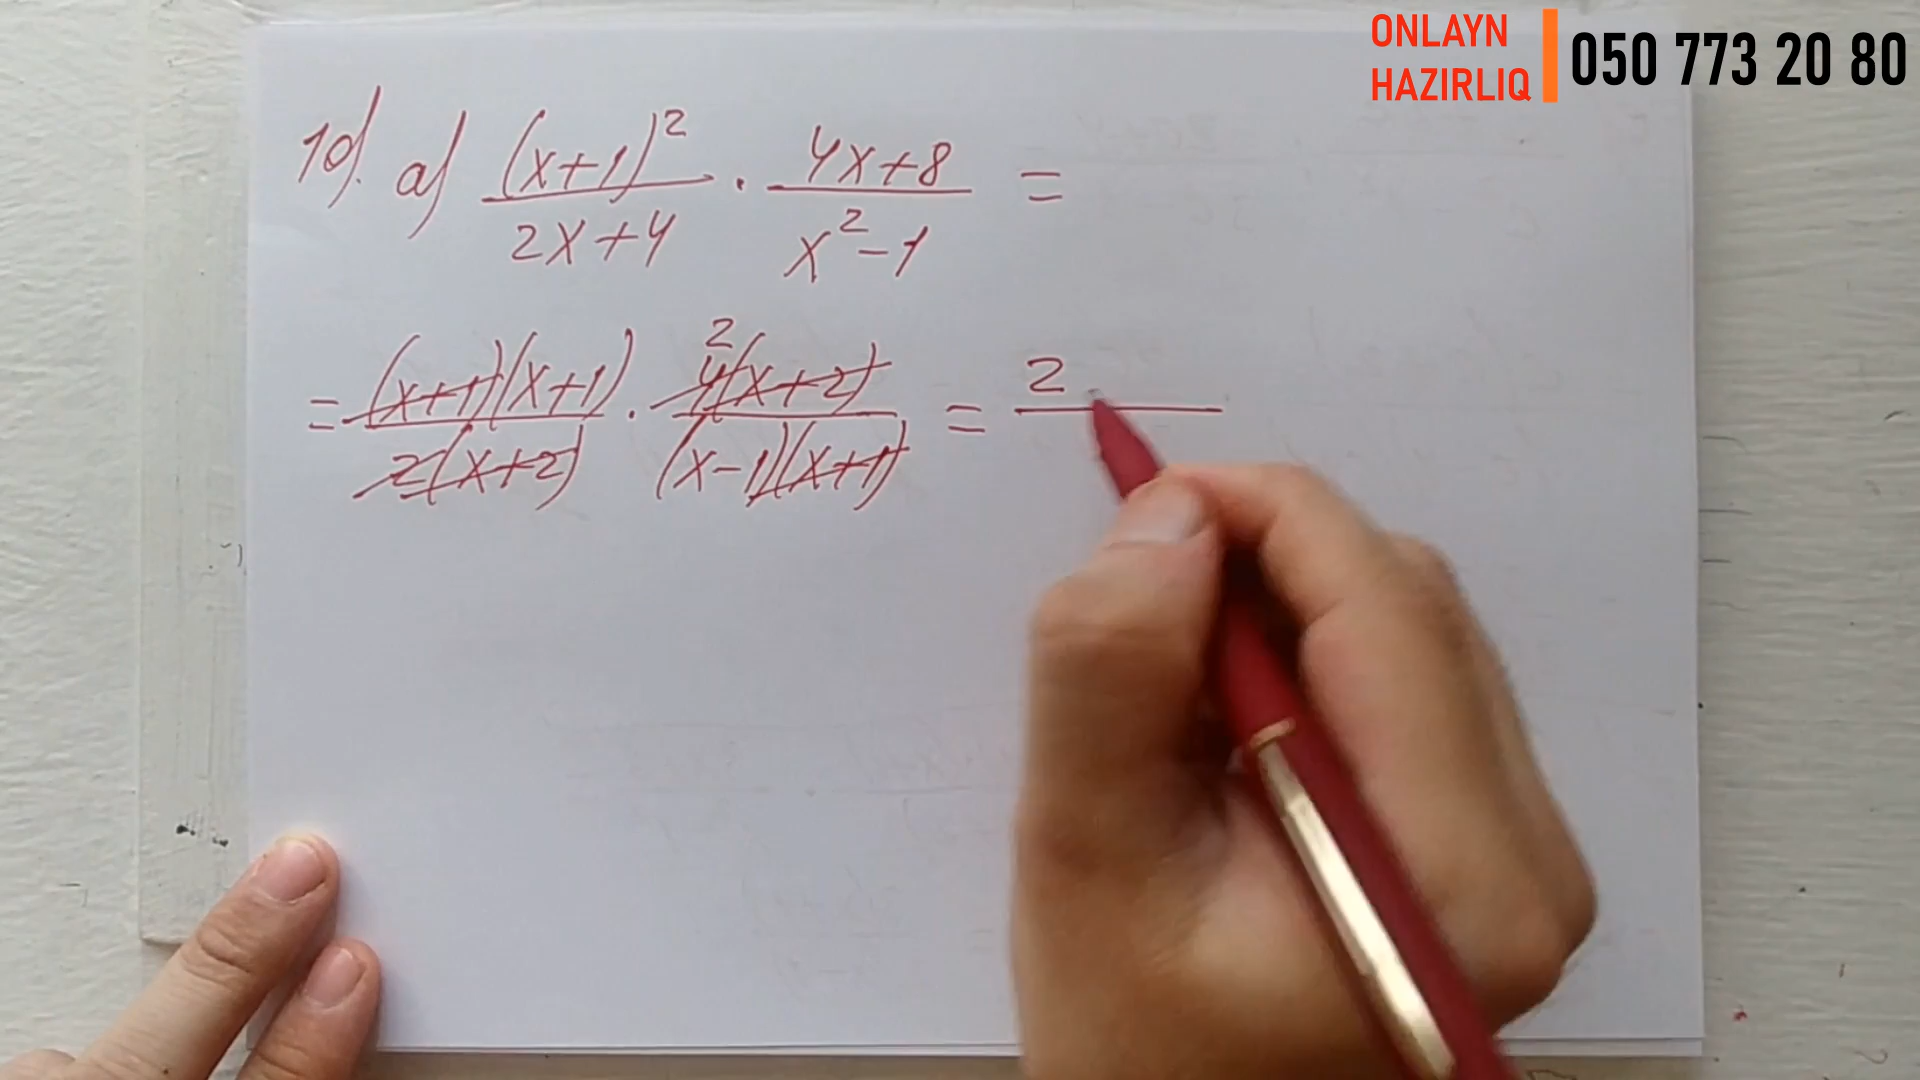 ONLAYN
HAZIRLIQ
050 773 20 80
10). a) (x+1)² / 2x+4 · 4x+8 / x²-1 =
= (x+1)(x+1) / 2(x+2) · 2 4(x+2) / (x-1)(x+1) = 2